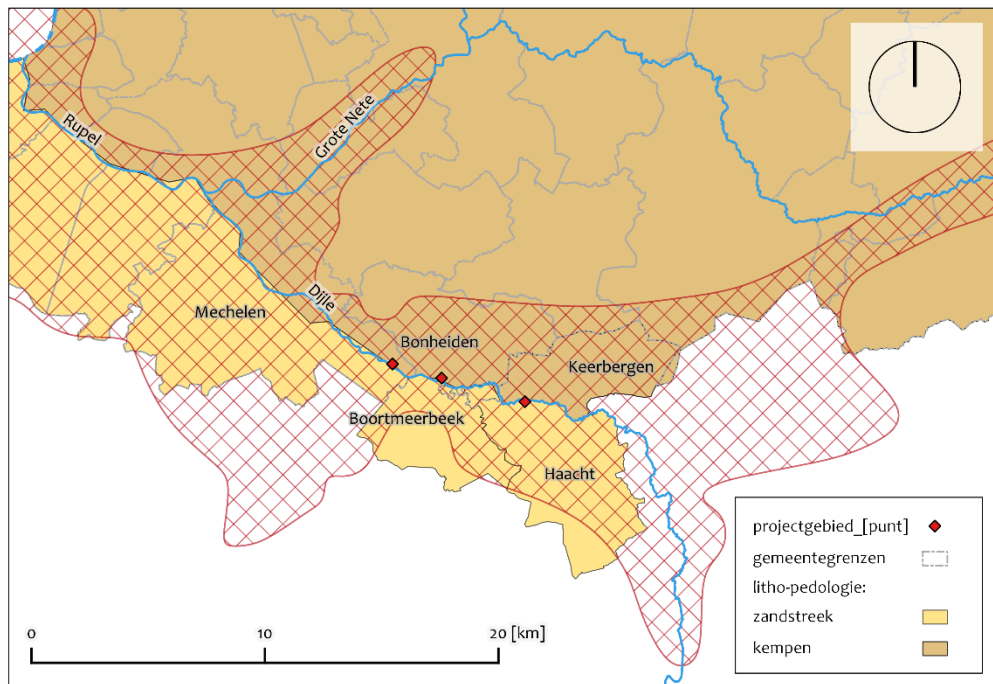 Rupel
Grote Nete
Dijle
Mechelen
Bonheiden
Keerbergen
Boortmeerbeek
Haacht
projectgebied_[punt]
gemeentegrenzen
litho-pedologie:
zandstreek
kempen
0 10 20 [km]